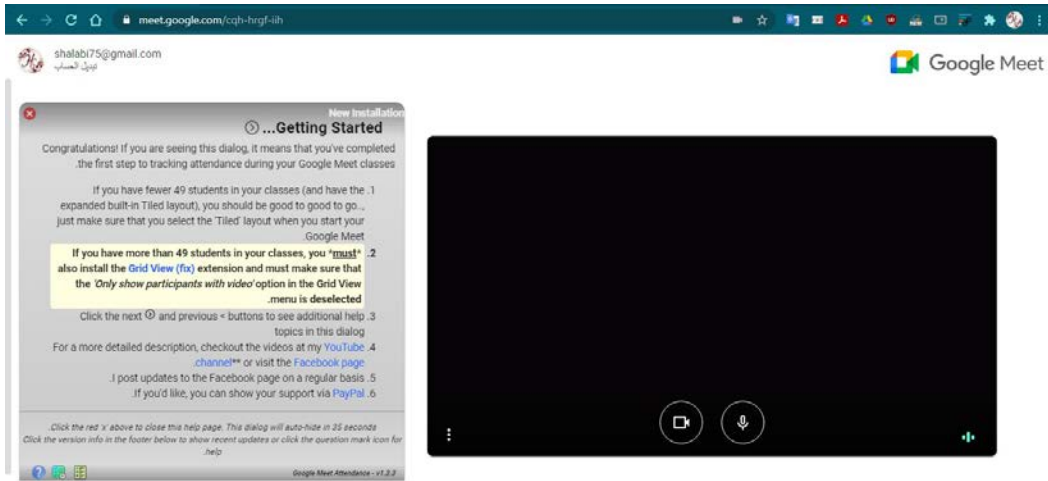 meet.google.com/cqh-hrgf-iih
shalabi75@gmail.com
تبديل الحساب
Google Meet
New Installation
...Getting Started
Congratulations! If you are seeing this dialog, it means that you've completed
.the first step to tracking attendance during your Google Meet classes
If you have fewer 49 students in your classes (and have the .1
expanded built-in Tiled layout), you should be good to good to go..,
just make sure that you select the 'Tiled' layout when you start your
.Google Meet
If you have more than 49 students in your classes, you *must* .2
also install the Grid View (fix) extension and must make sure that
the 'Only show participants with video' option in the Grid View
.menu is deselected
Click the next and previous < buttons to see additional help .3
topics in this dialog
For a more detailed description, checkout the videos at my YouTube .4
.channel** or visit the Facebook page
.I post updates to the Facebook page on a regular basis .5
.If you'd like, you can show your support via PayPal .6
.Click the red 'x' above to close this help page. This dialog will auto-hide in 35 seconds
Click the version info in the footer below to show recent updates or click the question mark icon for
.help
Google Meet Attendance - v1.2.3